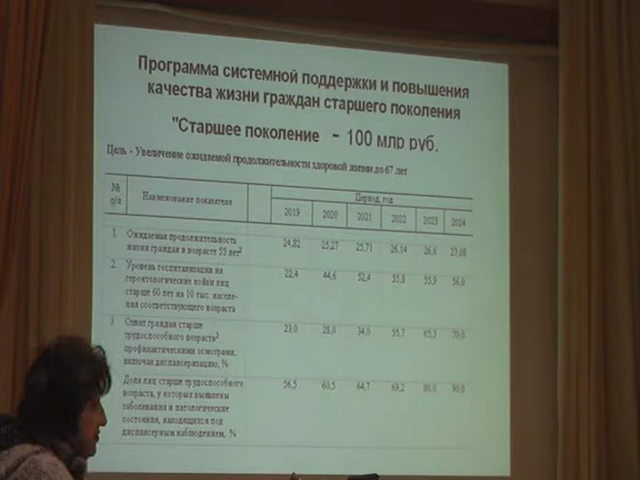 Программа системной поддержки и повышения
качества жизни граждан старшего поколения
"Старшее поколение - 100 млр руб.
Цель - Увеличение ожидаемой продолжительности здоровой жизни до 67 лет
№ п/п Наименование показателя Период, год
2019 2020 2021 2022 2023 2024
1. Ожидаемая продолжительность 24,82 25,27 25,71 26,14 26,6 27,08
жизни граждан в возрасте 55 лет²
2. Уровень госпитализации на 22,4 44,6 52,4 55,8 55,9 56,0
геронтологические койки лиц
старше 60 лет на 10 тыс. населе-
ния соответствующего возраста
3. Охват граждан старше 23,0 28,0 34,0 55,7 65,3 70,0
трудоспособного возраста³
профилактическими осмотрами,
включая диспансеризацию, %
Доля лиц старше трудоспособного 56,5 60,5 64,7 69,2 80,0 90,0
возраста, у которых выявлены
заболевания и патологические
состояния, находящихся под
диспансерным наблюдением, %